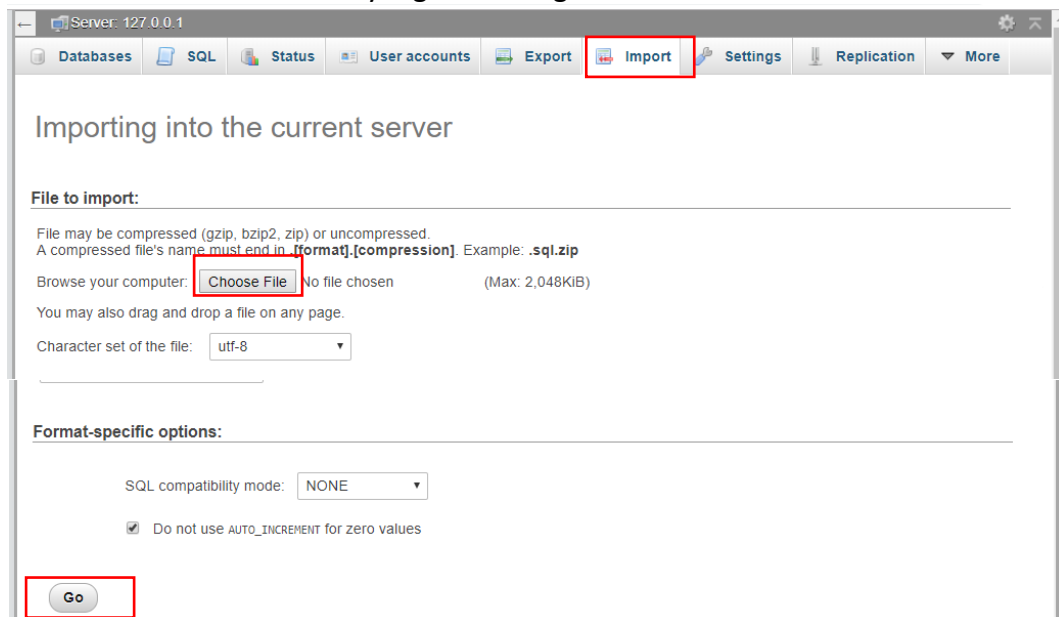 Server: 127.0.0.1
Databases SQL Status User accounts Export Import Settings Replication More
Importing into the current server
File to import:
File may be compressed (gzip, bzip2, zip) or uncompressed.
A compressed file's name must end in .[format].[compression]. Example: .sql.zip
Browse your computer: Choose File No file chosen (Max: 2,048KiB)
You may also drag and drop a file on any page.
Character set of the file: utf-8
Format-specific options:
SQL compatibility mode: NONE
Do not use AUTO_INCREMENT for zero values
Go